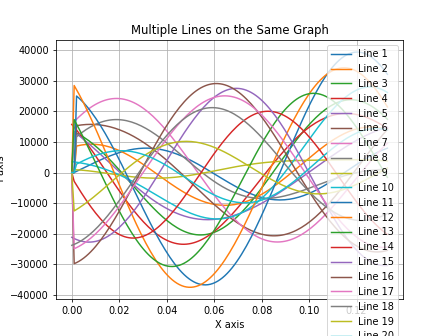 Multiple Lines on the Same Graph
40000
30000
20000
10000
0
−10000
−20000
−30000
−40000
0.00
0.02
0.04
0.06
0.08
0.10
X axis
Line 1
Line 2
Line 3
Line 4
Line 5
Line 6
Line 7
Line 8
Line 9
Line 10
Line 11
Line 12
Line 13
Line 14
Line 15
Line 16
Line 17
Line 18
Line 19
Line 20